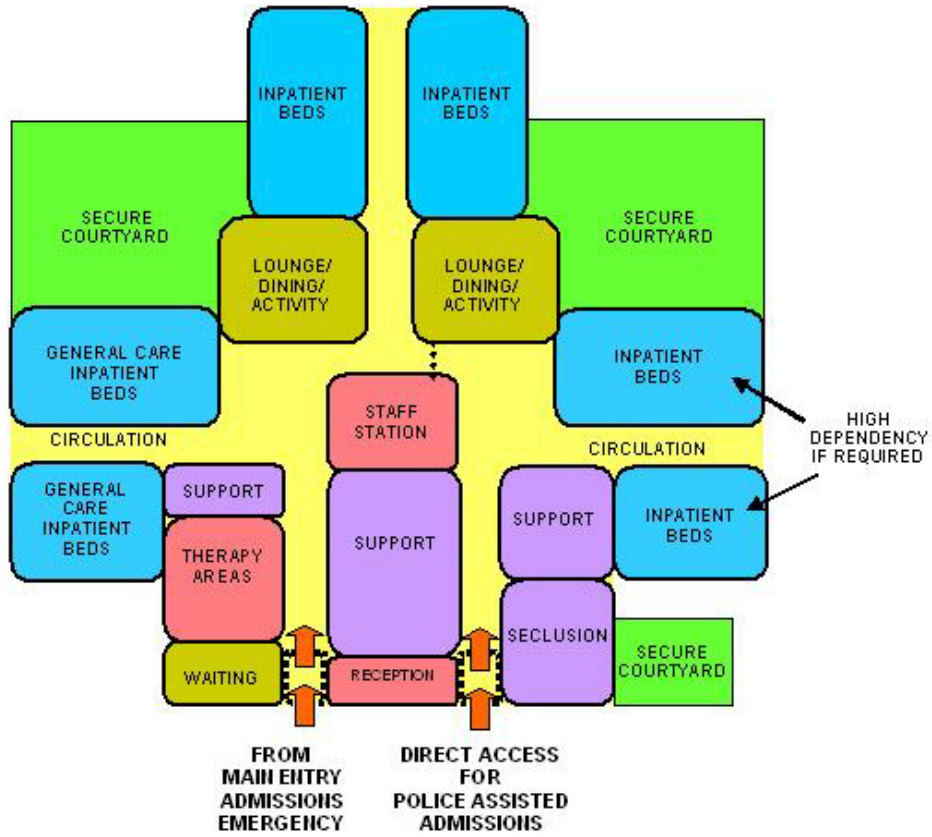 INPATIENT
BEDS
INPATIENT
BEDS
SECURE
COURTYARD
SECURE
COURTYARD
LOUNGE/
DINING/
ACTIVITY
LOUNGE/
DINING/
ACTIVITY
GENERAL CARE
INPATIENT
BEDS
INPATIENT
BEDS
STAFF
STATION
HIGH
DEPENDENCY
IF REQUIRED
CIRCULATION
CIRCULATION
GENERAL
CARE
INPATIENT
BEDS
SUPPORT
SUPPORT
SUPPORT
INPATIENT
BEDS
THERAPY
AREAS
SECLUSION
SECURE
COURTYARD
WAITING
RECEPTION
FROM
MAIN ENTRY
ADMISSIONS
EMERGENCY
DIRECT ACCESS
FOR
POLICE ASSISTED
ADMISSIONS